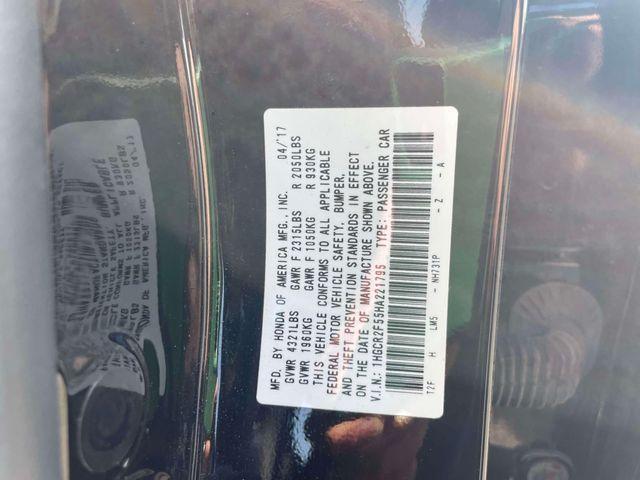 MFD. BY HONDA OF AMERICA MFG., INC. 04/'17
GVWR 4321LBS GAWR F 2315LBS R 2050LBS
GVWR 1960KG GAWR F 1050KG R 930KG
THIS VEHICLE CONFORMS TO ALL APPLICABLE
FEDERAL MOTOR VEHICLE SAFETY, BUMPER,
AND THEFT PREVENTION STANDARDS IN EFFECT
ON THE DATE OF MANUFACTURE SHOWN ABOVE.
V.I.N.: 1HGCR2F55HA221795 TYPE: PASSENGER CAR
T2F H LM5 - NH731P - Z - A